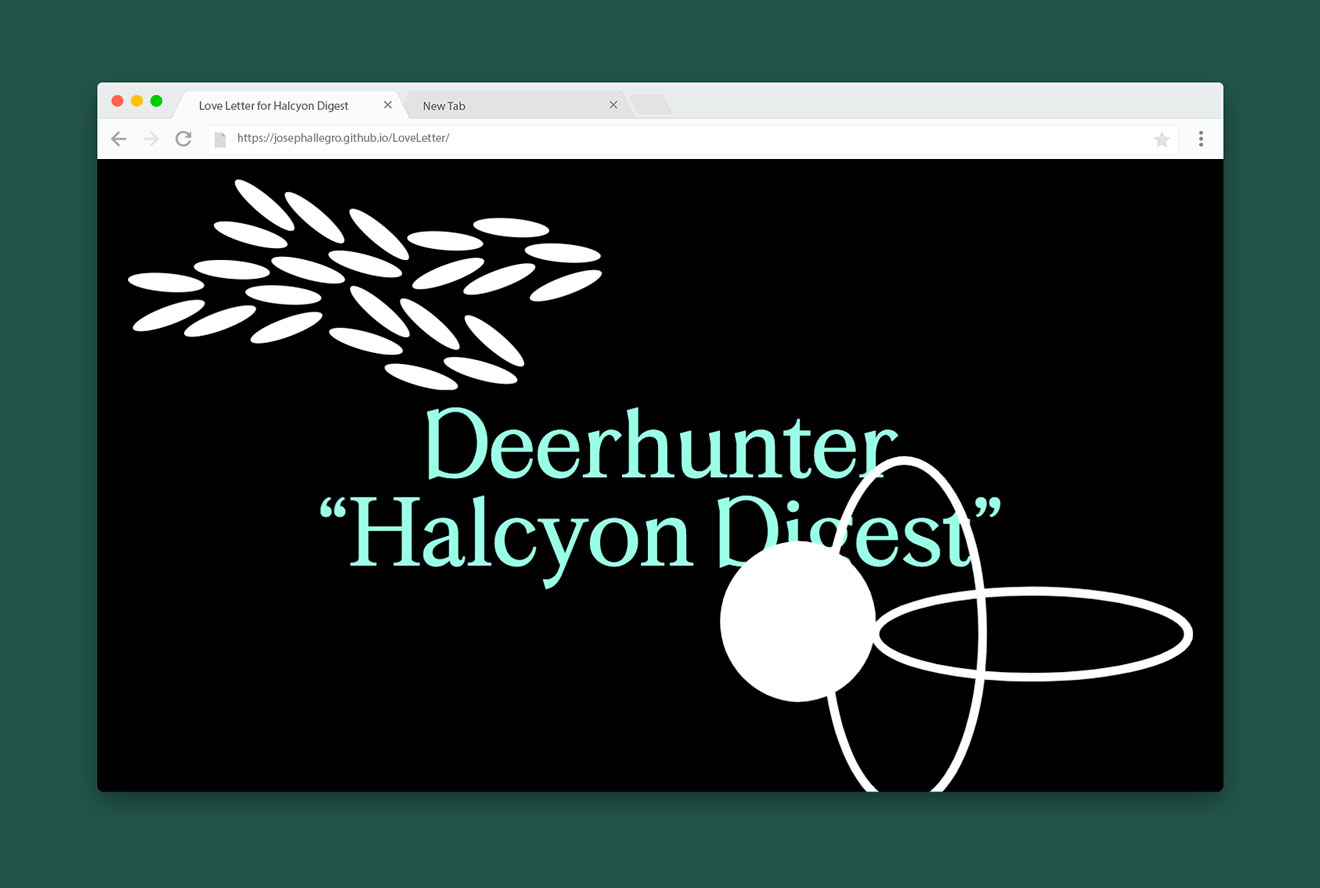 Love Letter for Halcyon Digest
New Tab
https://josephallegro.github.io/LoveLetter/
Deerhunter
“Halcyon Digest”